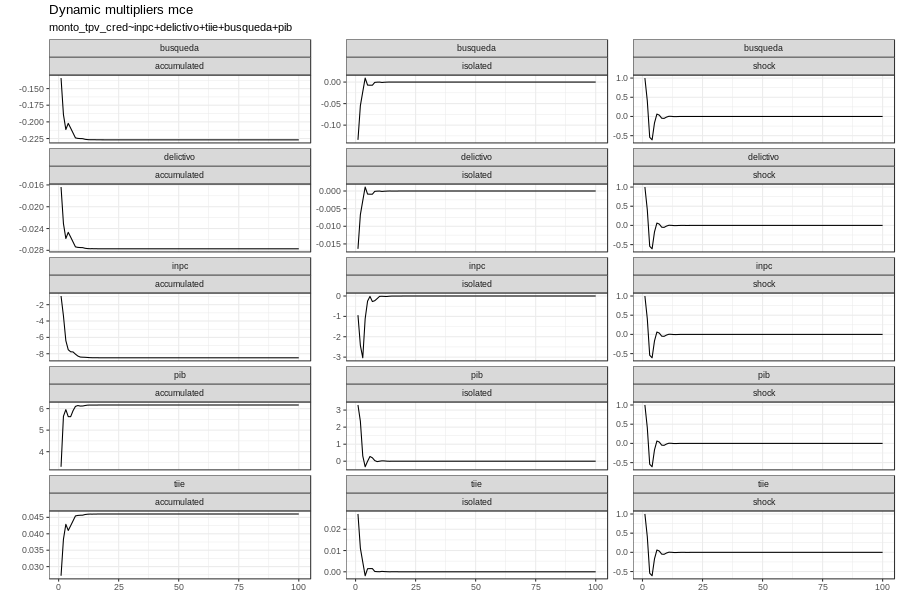 Dynamic multipliers mce
monto_tpv_cred~inpc+delictivo+tiie+busqueda+pib
busqueda
accumulated
-0.150
-0.175
-0.200
-0.225
busqueda
isolated
0.00
-0.05
-0.10
busqueda
shock
1.0
0.5
0.0
-0.5
delictivo
accumulated
-0.016
-0.020
-0.024
-0.028
delictivo
isolated
0.000
-0.005
-0.010
-0.015
delictivo
shock
1.0
0.5
0.0
-0.5
inpc
accumulated
-2
-4
-6
-8
inpc
isolated
0
-1
-2
-3
inpc
shock
1.0
0.5
0.0
-0.5
pib
accumulated
6
5
4
pib
isolated
3
2
1
0
pib
shock
1.0
0.5
0.0
-0.5
tiie
accumulated
0.045
0.040
0.035
0.030
0 25 50 75 100
tiie
isolated
0.02
0.01
0.00
0 25 50 75 100
tiie
shock
1.0
0.5
0.0
-0.5
0 25 50 75 100